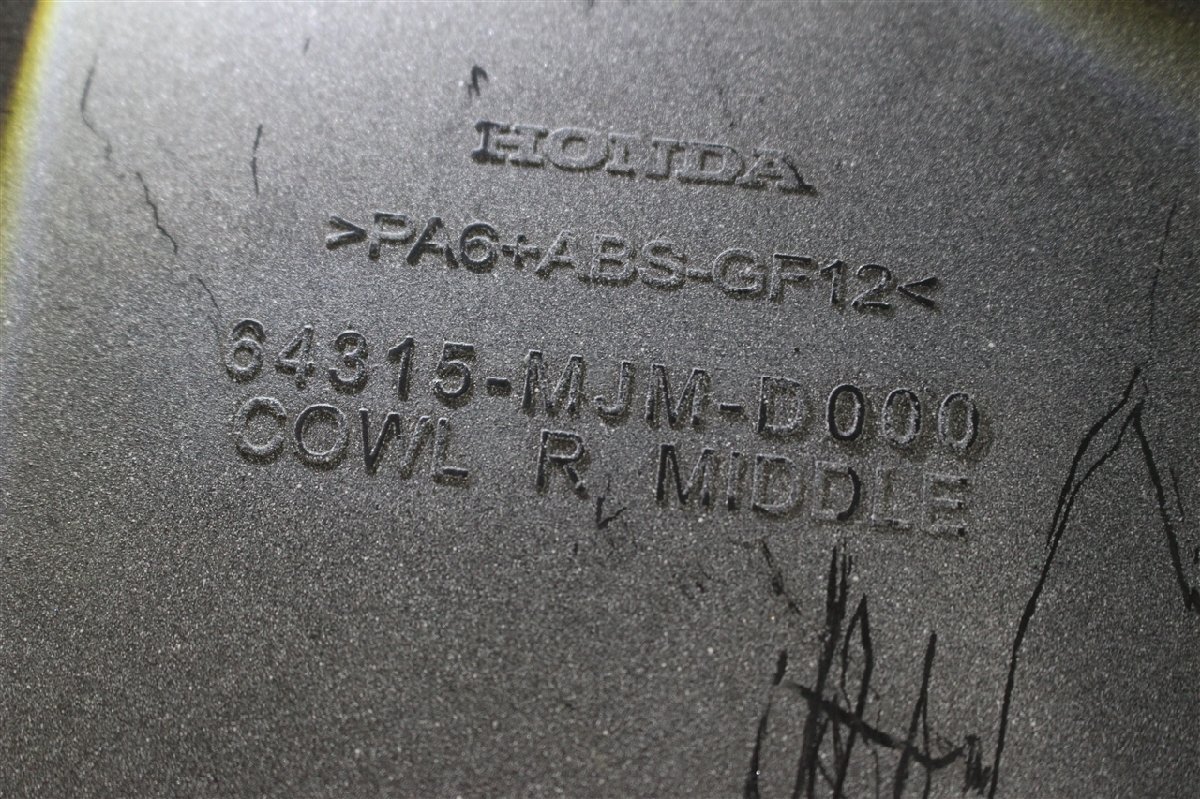 HONDA
>PA6+ABS-GF12<
64315-MJM-D000
COWL R, MIDDLE